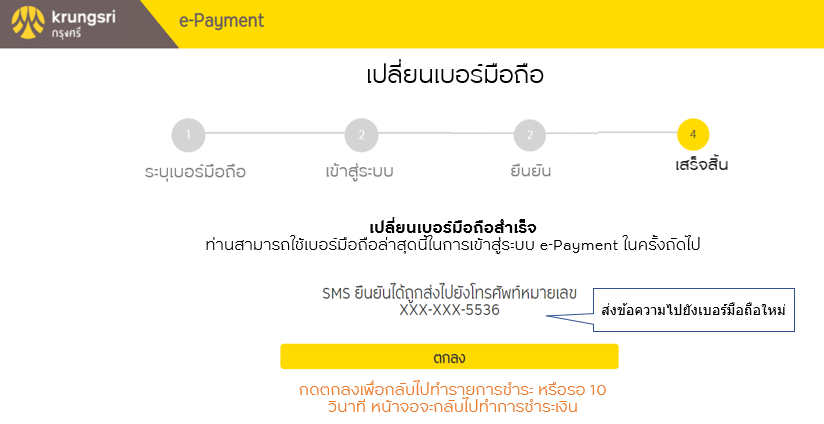 krungsri
กรุงศรี
e-Payment
เปลี่ยนเบอร์มือถือ
1 2 2 4
ระบุเบอร์มือถือ เข้าสู่ระบบ ยืนยัน เสร็จสิ้น
เปลี่ยนเบอร์มือถือสำเร็จ
ท่านสามารถใช้เบอร์มือถือล่าสุดนี้ในการเข้าสู่ระบบ e-Payment ในครั้งถัดไป
SMS ยืนยันได้ถูกส่งไปยังโทรศัพท์หมายเลข
XXX-XXX-5536
ส่งข้อความไปยังเบอร์มือถือใหม่
ตกลง
กดตกลงเพื่อกลับไปทำรายการชำระ หรือรอ 10
วินาที หน้าจอจะกลับไปทำการชำระเงิน